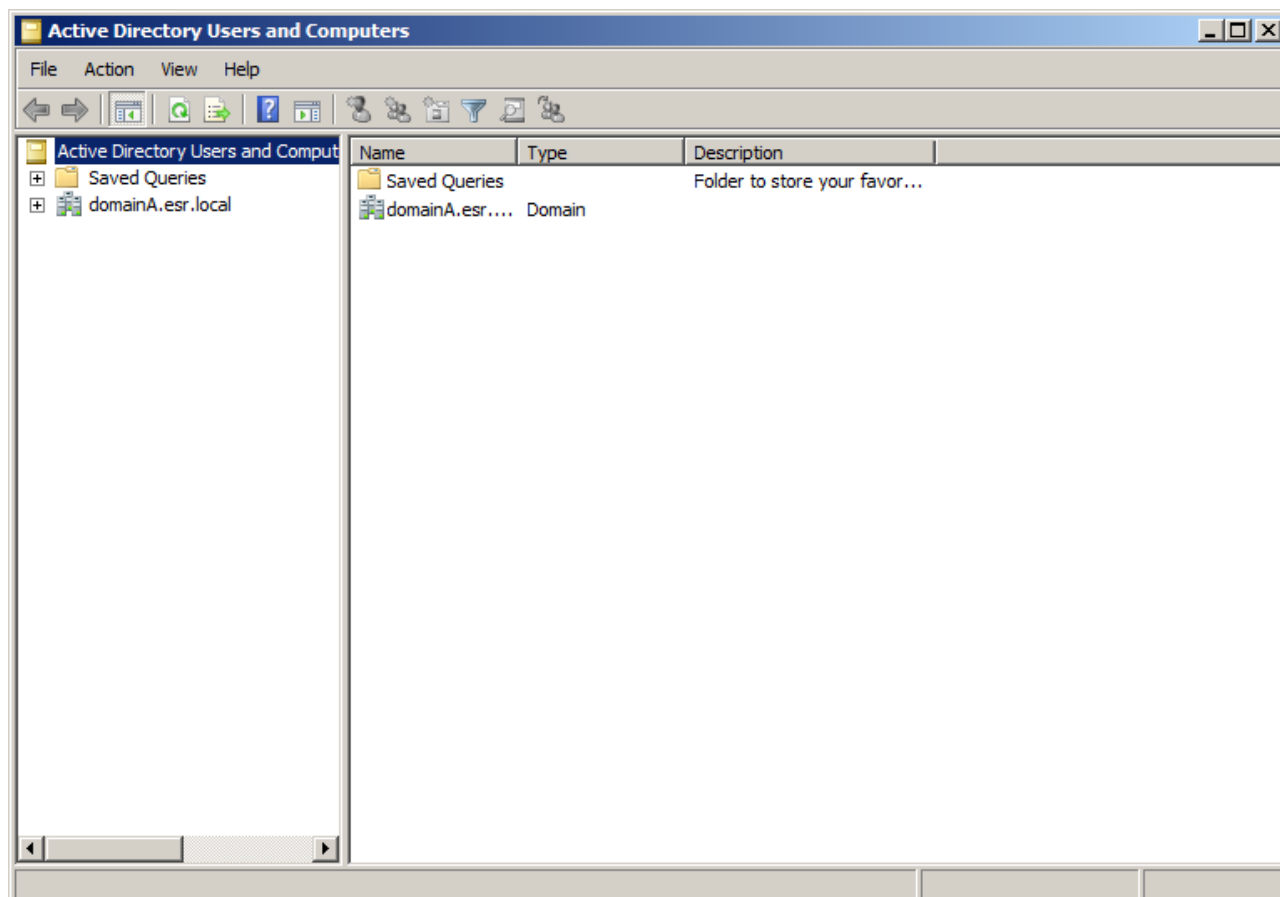 Active Directory Users and Computers
File Action View Help
Active Directory Users and Comput
Saved Queries
domainA.esr.local
Name Type Description
Saved Queries Folder to store your favor...
domainA.esr.... Domain